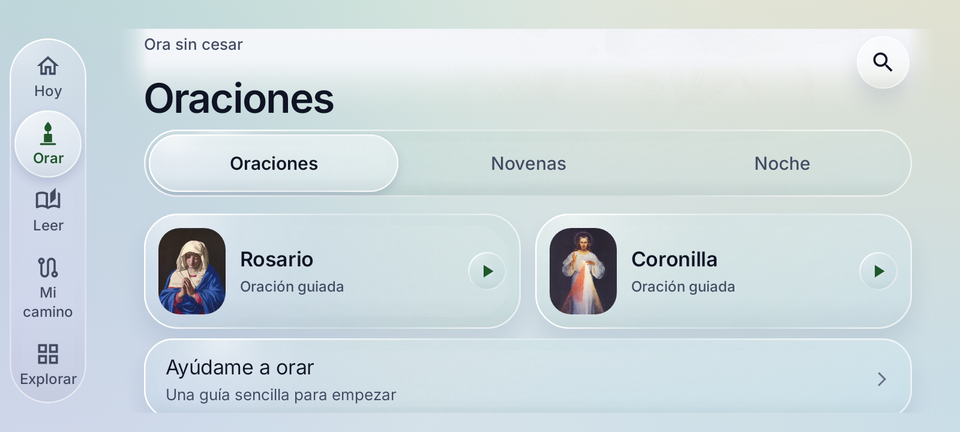 Ora sin cesar
Oraciones
Hoy
Orar
Leer
Mi
camino
Explorar
Oraciones
Novenas
Noche
Rosario
Oración guiada
Coronilla
Oración guiada
Ayúdame a orar
Una guía sencilla para empezar